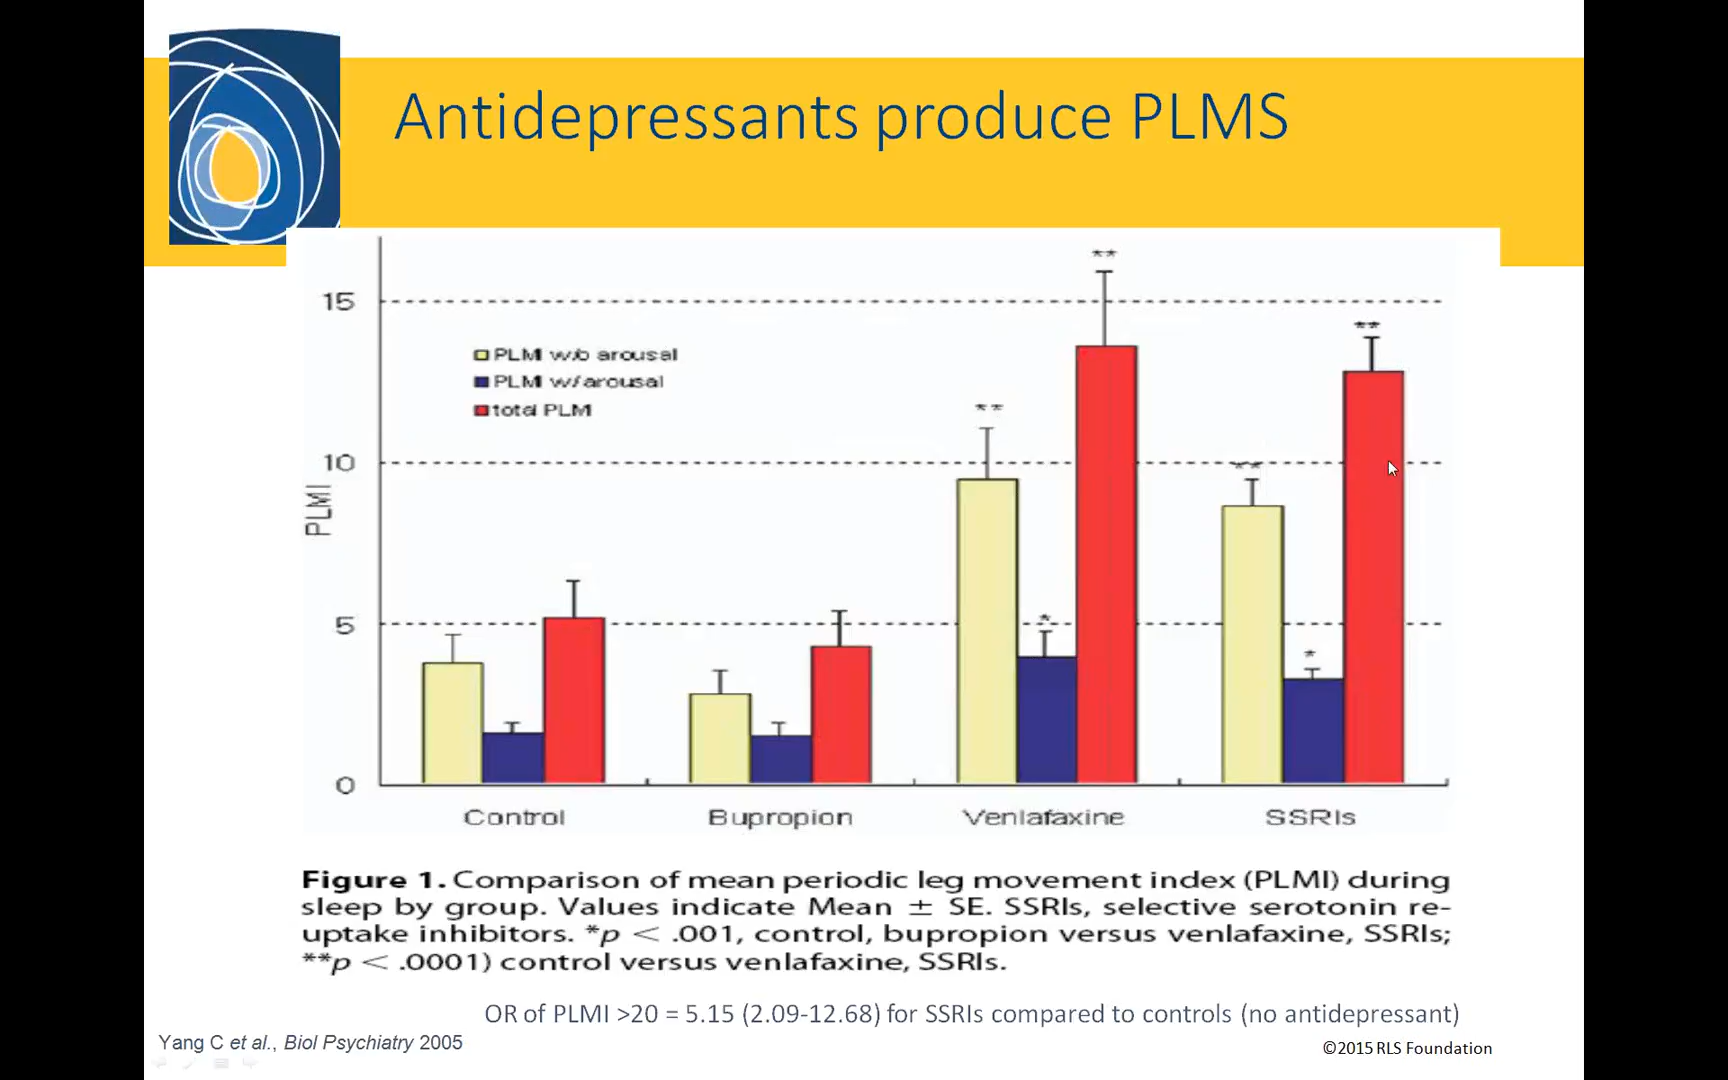 Antidepressants produce PLMS
**
15
**
PLMI w/o arousal
PLMI w/arousal
total PLMI
**
10
**
PLMI
5
*
*
0
Control Bupropion Venlafaxine SSRIs
Figure 1. Comparison of mean periodic leg movement index (PLMI) during
sleep by group. Values indicate Mean ± SE. SSRIs, selective serotonin re-
uptake inhibitors. *p < .001, control, bupropion versus venlafaxine, SSRIs;
**p < .0001) control versus venlafaxine, SSRIs.
OR of PLMI >20 = 5.15 (2.09-12.68) for SSRIs compared to controls (no antidepressant)
Yang C et al., Biol Psychiatry 2005
©2015 RLS Foundation